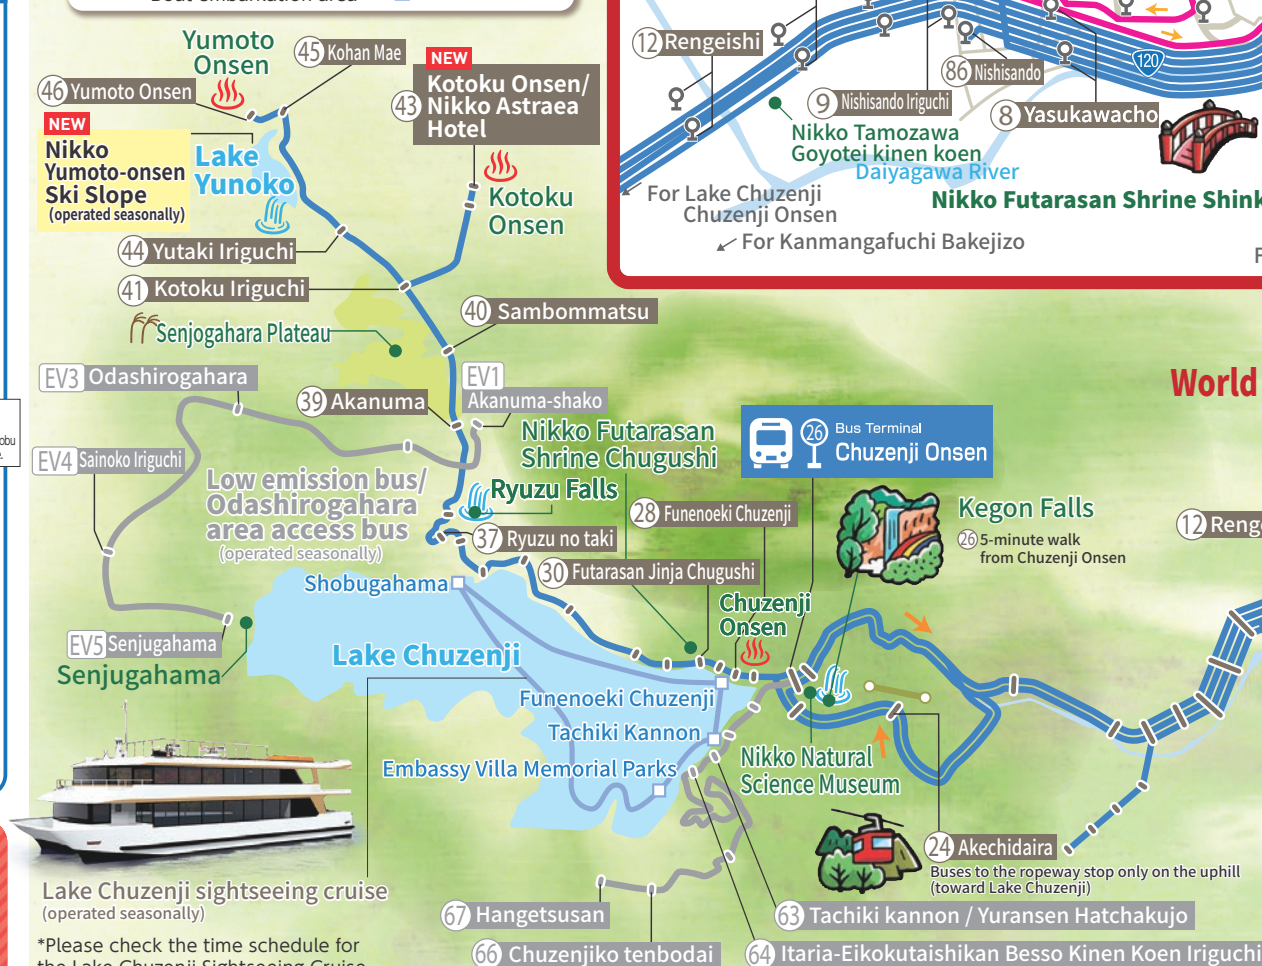 Yumoto
Onsen
45 Kohan Mae
46 Yumoto Onsen
NEW
Kotoku Onsen/
43 Nikko Astraea
Hotel
NEW
Nikko
Yumoto-onsen
Ski Slope
(operated seasonally)
Lake
Yunoko
Kotoku
Onsen
44 Yutaki Iriguchi
41 Kotoku Iriguchi
40 Sambommatsu
Senjogahara Plateau
EV3 Odashirogahara
39 Akanuma
EV1
Akanuma-shako
EV4 Sainoko Iriguchi
Low emission bus/
Odashirogahara
area access bus
(operated seasonally)
Nikko Futarasan
Shrine Chugushi
Ryuzu Falls
37 Ryuzu no taki
28 Funenoeki Chuzenji
30 Futarasan Jinja Chugushi
Bus Terminal
26 Chuzenji Onsen
Kegon Falls
26 5-minute walk
from Chuzenji Onsen
Shobugahama
Chuzenji
Onsen
EV5 Senjugahama
Senjugahama
Lake Chuzenji
Funenoeki Chuzenji
Tachiki Kannon
Embassy Villa Memorial Parks
Nikko Natural
Science Museum
24 Akechidaira
Buses to the ropeway stop only on the uphill
(toward Lake Chuzenji)
Lake Chuzenji sightseeing cruise
(operated seasonally)
*Please check the time schedule for
the Lake Chuzenji Sightseeing Cruise
67 Hangetsusan
66 Chuzenjiko tenbodai
63 Tachiki kannon / Yuransen Hatchakujo
64 Itaria-Eikokutaishikan Besso Kinen Koen Iriguchi
12 Rengeishi
86 Nishisando
9 Nishisando Iriguchi
8 Yasukawacho
120
Nikko Tamozawa
Goyotei kinen koen
Daiyagawa River
For Lake Chuzenji
Chuzenji Onsen
Nikko Futarasan Shrine Shink
For Kanmangafuchi Bakejizo
F
World
12 Renge